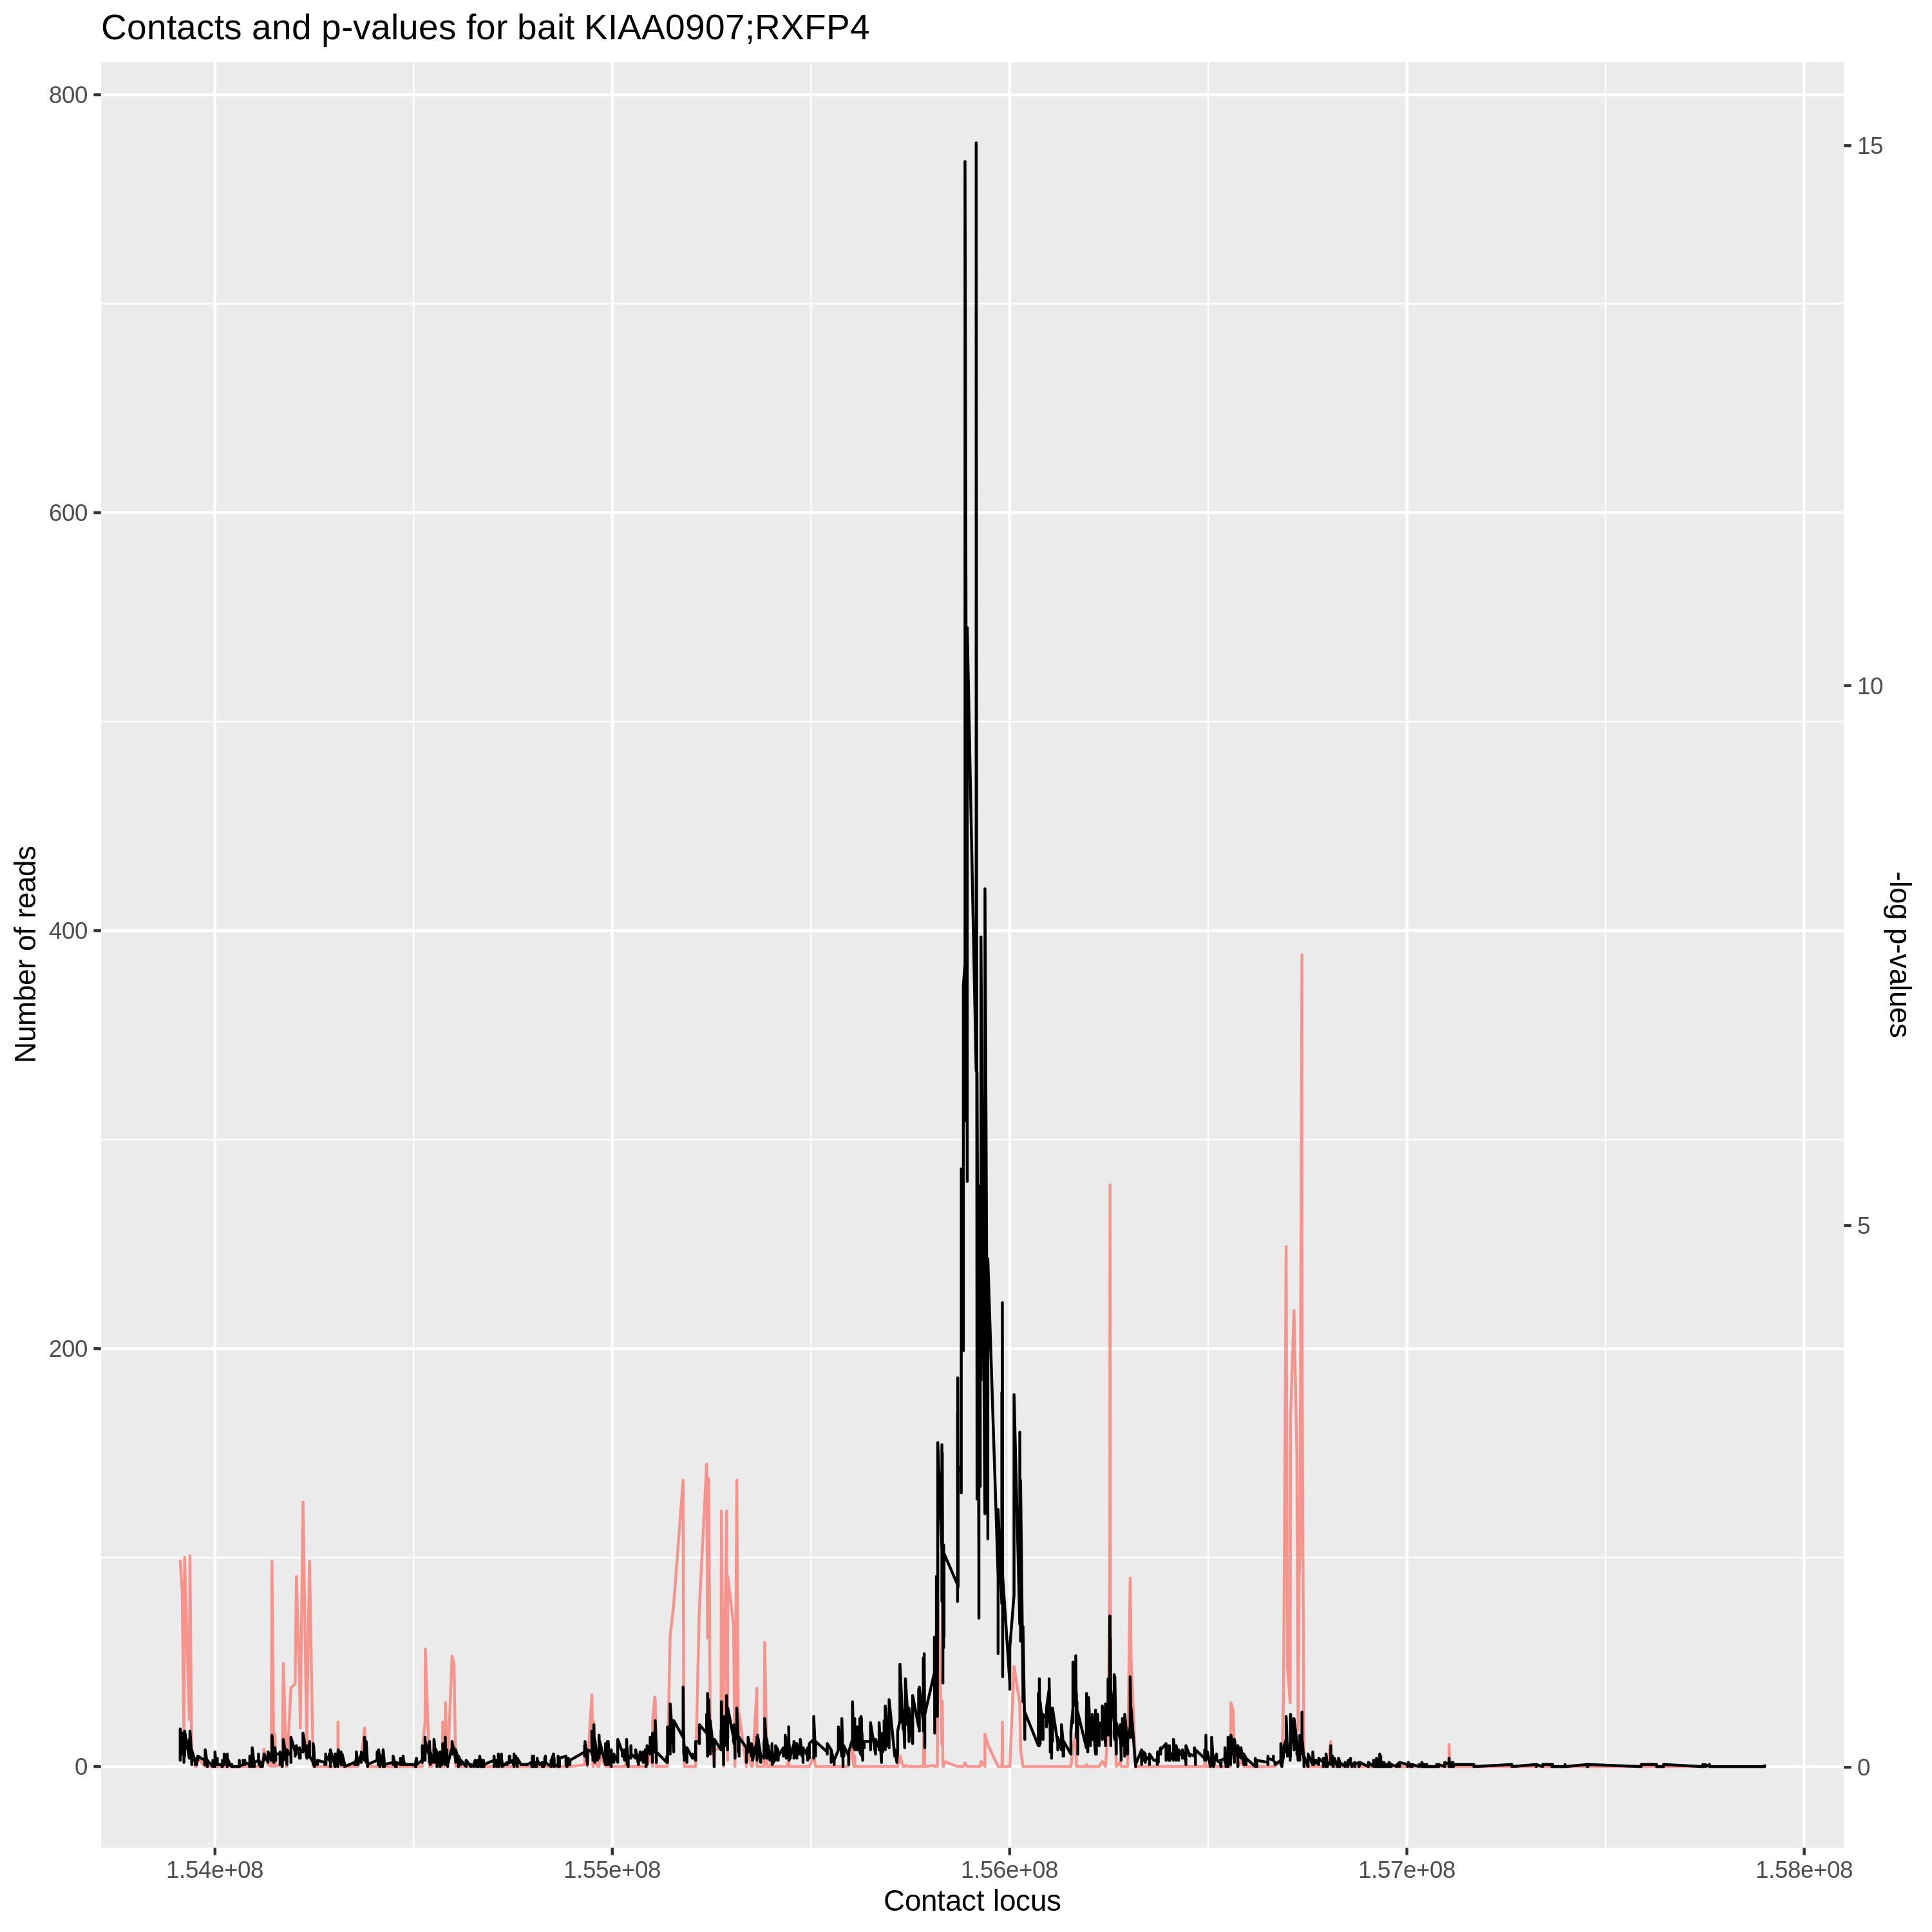 Contacts and p-values for bait KIAA0907;RXFP4
800
600
400
200
0
Number of reads
15
10
5
0
-log p-values
1.54e+08 1.55e+08 1.56e+08 1.57e+08 1.58e+08
Contact locus